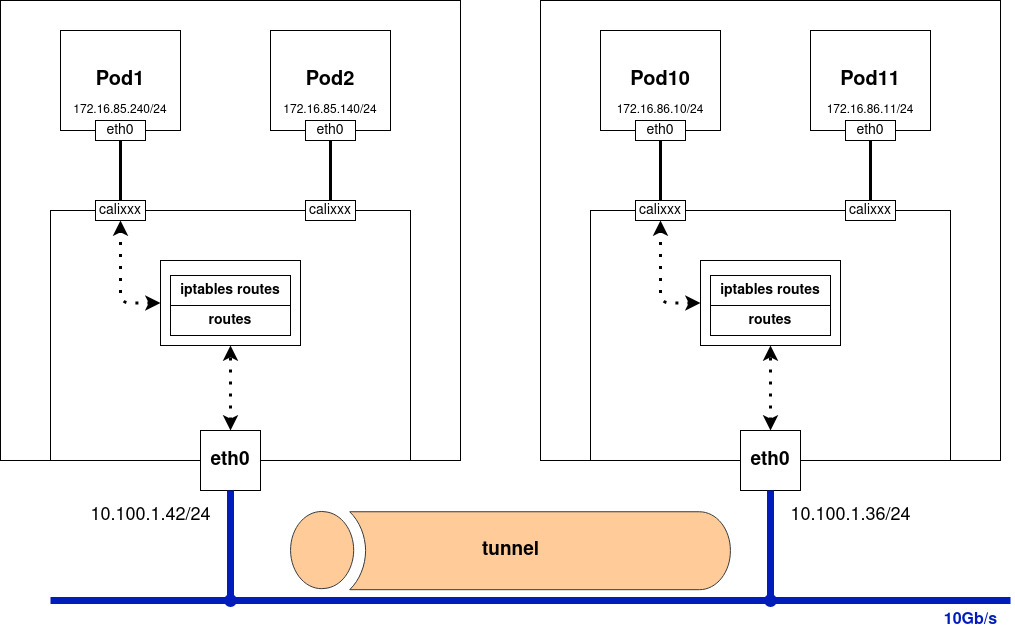 Pod1
172.16.85.240/24
eth0
Pod2
172.16.85.140/24
eth0
Pod10
172.16.86.10/24
eth0
Pod11
172.16.86.11/24
eth0
calixxx
calixxx
calixxx
calixxx
iptables routes
routes
iptables routes
routes
eth0
eth0
10.100.1.42/24
tunnel
10.100.1.36/24
10Gb/s